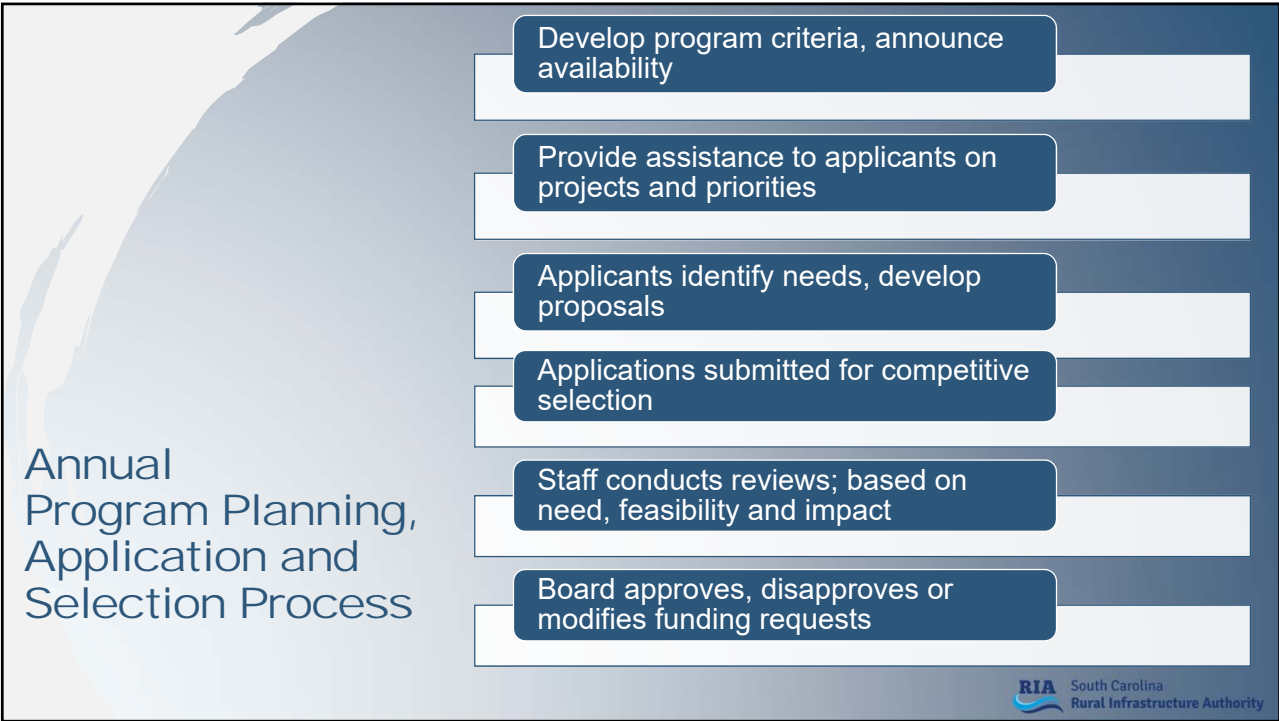 Develop program criteria, announce
availability
Provide assistance to applicants on
projects and priorities
Applicants identify needs, develop
proposals
Applications submitted for competitive
selection
Staff conducts reviews; based on
need, feasibility and impact
Board approves, disapproves or
modifies funding requests
Annual
Program Planning,
Application and
Selection Process
RIA South Carolina
Rural Infrastructure Authority